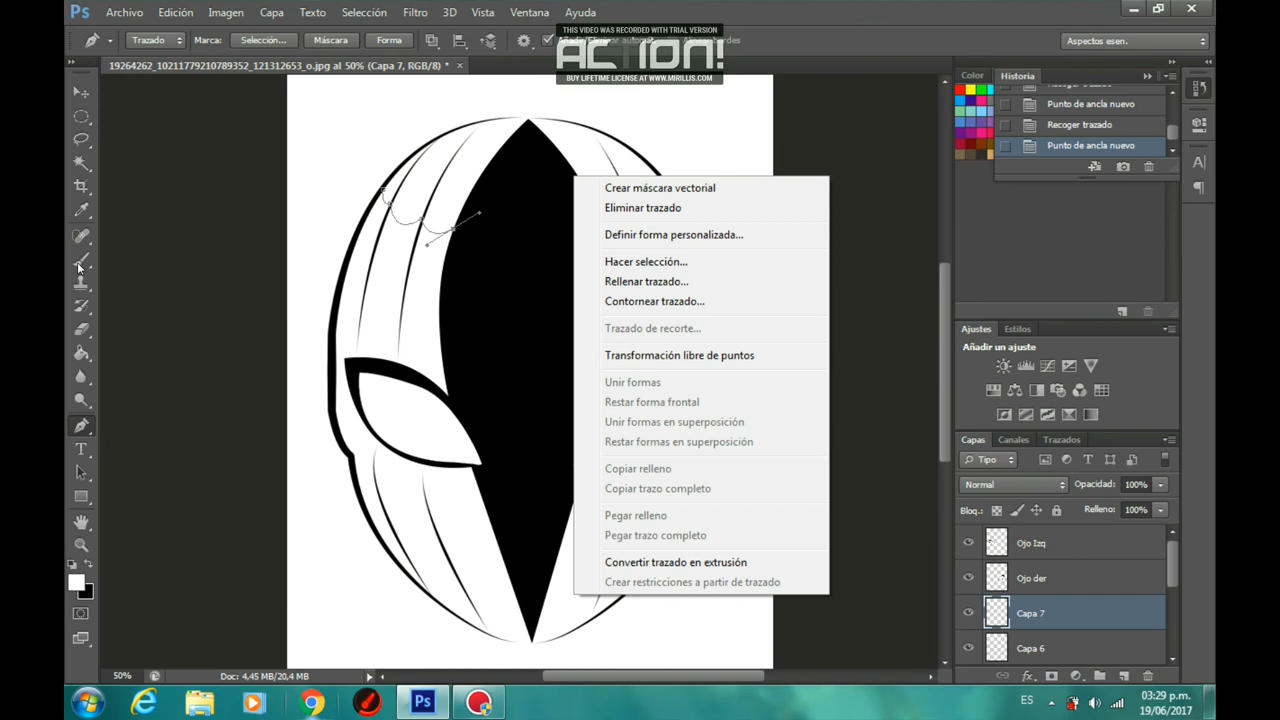 Ps
Archivo Edición Imagen Capa Texto Selección Filtro 3D Vista Ventana Ayuda
THIS VIDEO WAS RECORDED WITH TRIAL VERSION
ACTION!
BUY LIFETIME LICENSE AT WWW.MIRILLIS.COM
Trazado Marca: Selección... Máscara Forma
Aspectos esen.
19264262_10211779210789352_121312653_o.jpg al 50% (Capa 7, RGB/8) * ×
Color Historia
Punto de ancla nuevo
Recoger trazado
Punto de ancla nuevo
Crear máscara vectorial
Eliminar trazado
Definir forma personalizada...
Hacer selección...
Rellenar trazado...
Contornear trazado...
Trazado de recorte...
Transformación libre de puntos
Unir formas
Restar forma frontal
Unir formas en superposición
Restar formas en superposición
Copiar relleno
Copiar trazo completo
Pegar relleno
Pegar trazo completo
Convertir trazado en extrusión
Crear restricciones a partir de trazado
Ajustes Estilos
Añadir un ajuste
Capas Canales Trazados
Tipo
Normal Opacidad: 100%
Bloq.: Relleno: 100%
Ojo Izq
Ojo der
Capa 7
Capa 6
50% Doc: 4,45 MB/20,4 MB
Ps
ES
03:29 p.m.
19/06/2017